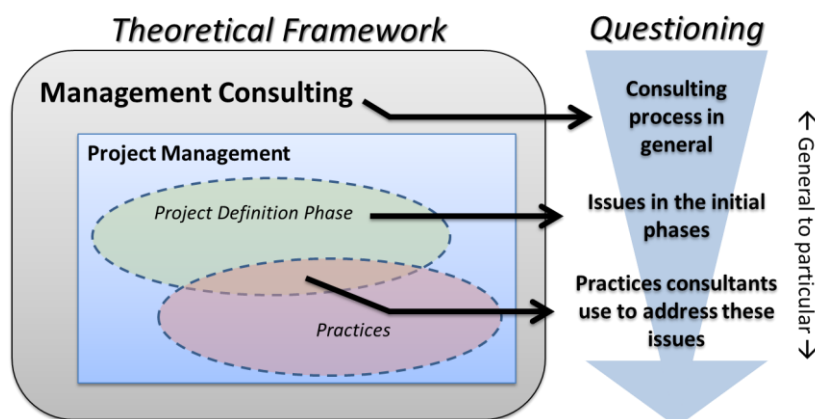 Theoretical Framework
Questioning
Management Consulting
Project Management
Project Definition Phase
Practices
Consulting
process in
general
Issues in the initial
phases
Practices consultants
use to address these
issues
← General to particular →